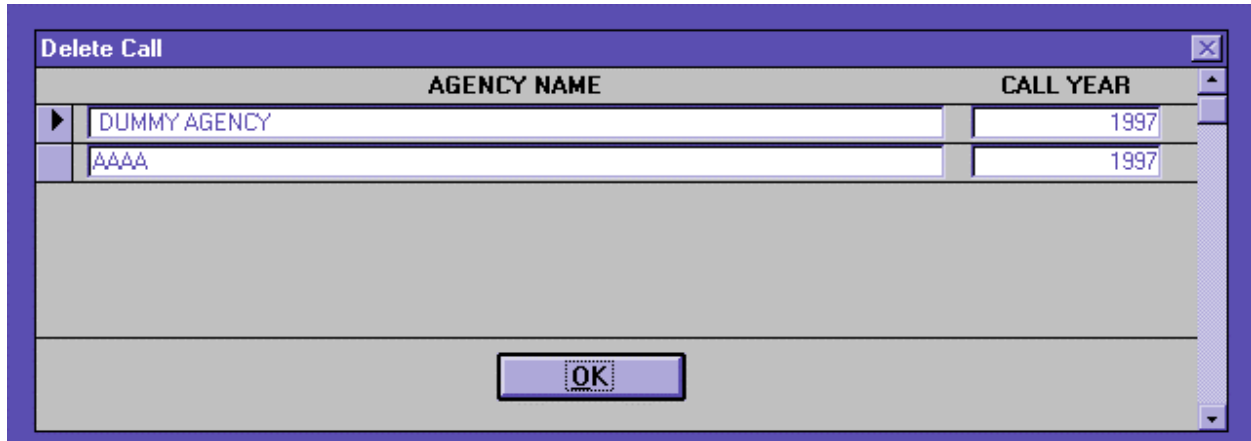 Delete Call
AGENCY NAME CALL YEAR
DUMMY AGENCY 1997
AAAA 1997
OK